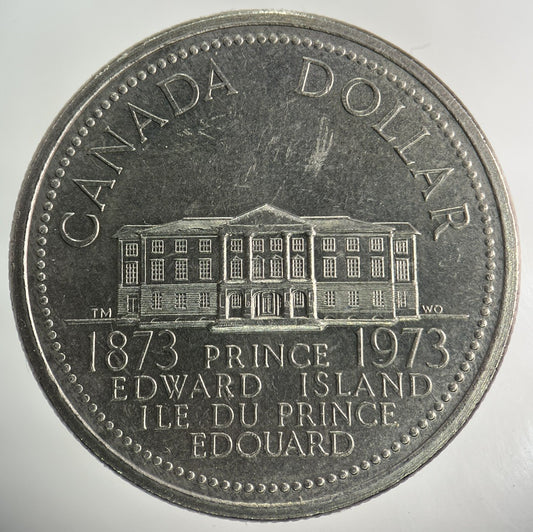 CANADA DOLLAR
TM WO
1873 PRINCE 1973
EDWARD ISLAND
ILE DU PRINCE
EDOUARD